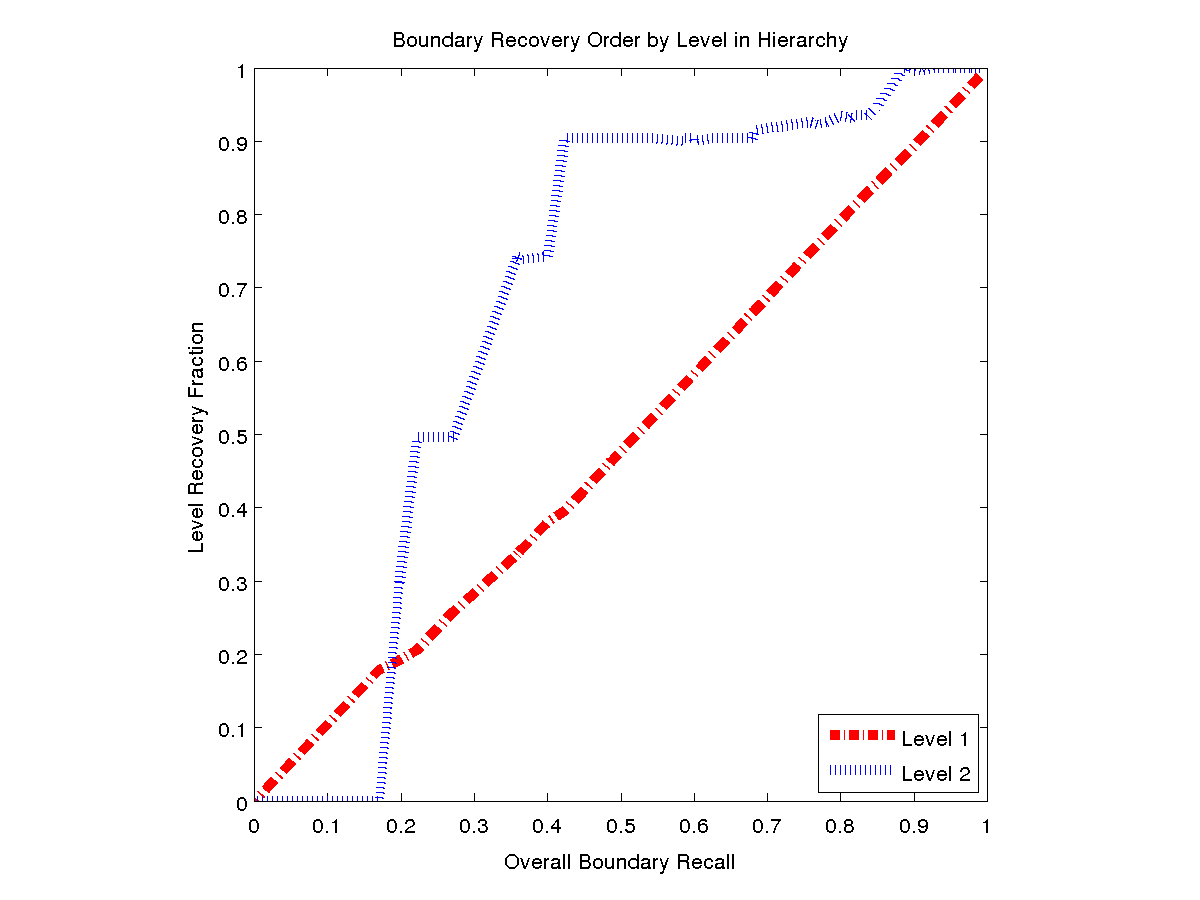 Boundary Recovery Order by Level in Hierarchy
1
0.9
0.8
0.7
0.6
0.5
0.4
0.3
0.2
0.1
0
Level Recovery Fraction
Level 1
Level 2
0 0.1 0.2 0.3 0.4 0.5 0.6 0.7 0.8 0.9 1
Overall Boundary Recall